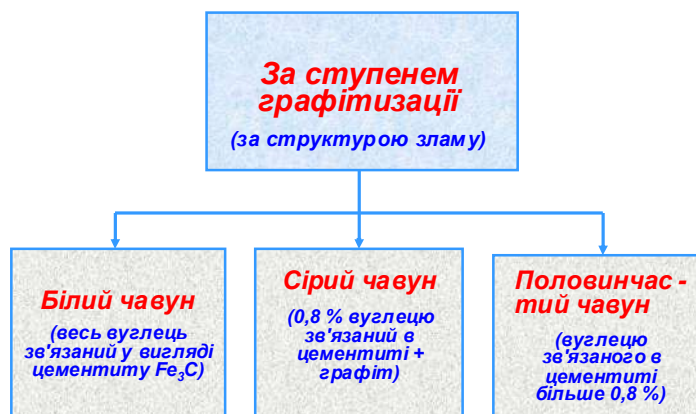 За ступенем
графітизації
(за структурою зламу)
Білий чавун
(весь вуглець
зв'язаний у вигляді
цементиту Fe₃C)
Сірий чавун
(0,8 % вуглецю
зв'язаний в
цементиті +
графіт)
Половинчас -
тий чавун
(вуглецю
зв'язаного в
цементиті
більше 0,8 %)